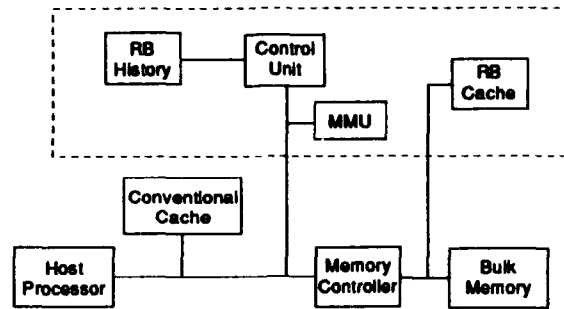 RB
History
Control
Unit
RB
Cache
MMU
Conventional
Cache
Host
Processor
Memory
Controller
Bulk
Memory